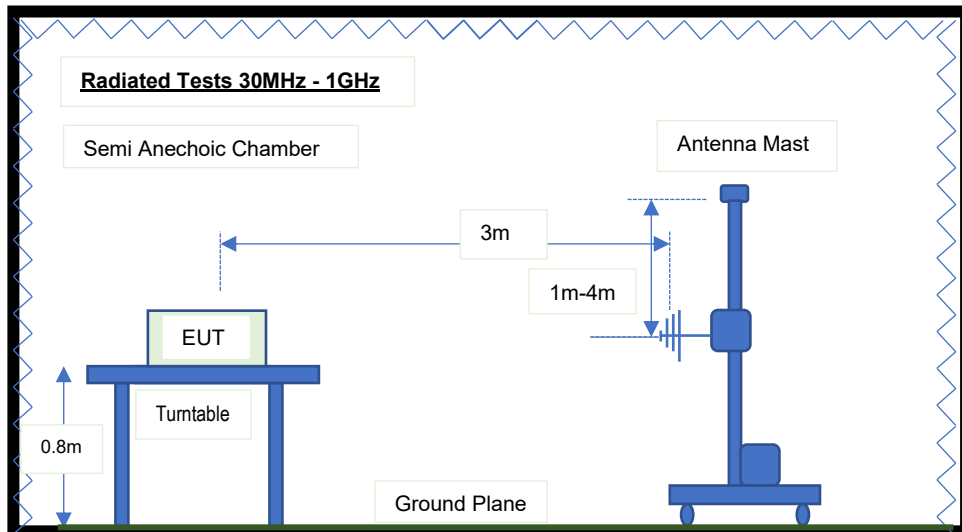 Radiated Tests 30MHz - 1GHz
Semi Anechoic Chamber
Antenna Mast
3m
1m-4m
EUT
Turntable
0.8m
Ground Plane